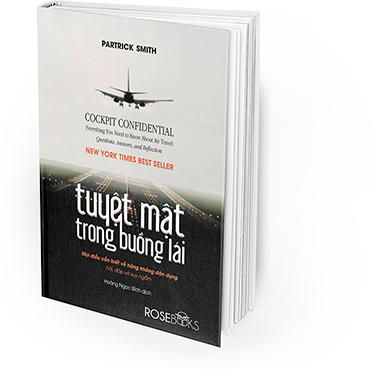 PARTRICK SMITH
COCKPIT CONFIDENTIAL
Everything You Need to Know About Air Travel:
Questions, Answers, and Reflection
NEW YORK TIMES BEST SELLER
tuyệt mật
trong buồng lái
Mọi điều cần biết về hàng không dân dụng
hỏi, đáp và suy ngẫm
Hoàng Ngọc Bích dịch
ROSEBOOKS